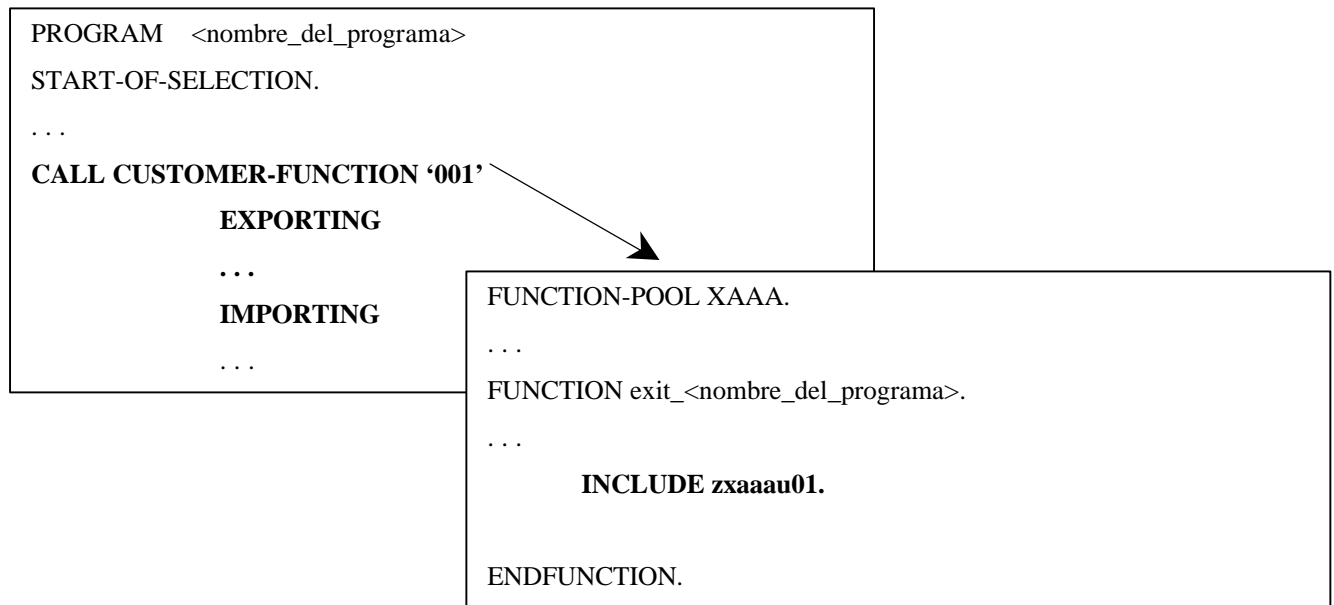 PROGRAM <nombre_del_programa>
START-OF-SELECTION.
. . .
CALL CUSTOMER-FUNCTION ‘001’
EXPORTING
. . .
IMPORTING
. . .
FUNCTION-POOL XAAA.
. . .
FUNCTION exit_<nombre_del_programa>.
. . .
INCLUDE zxaaau01.
ENDFUNCTION.